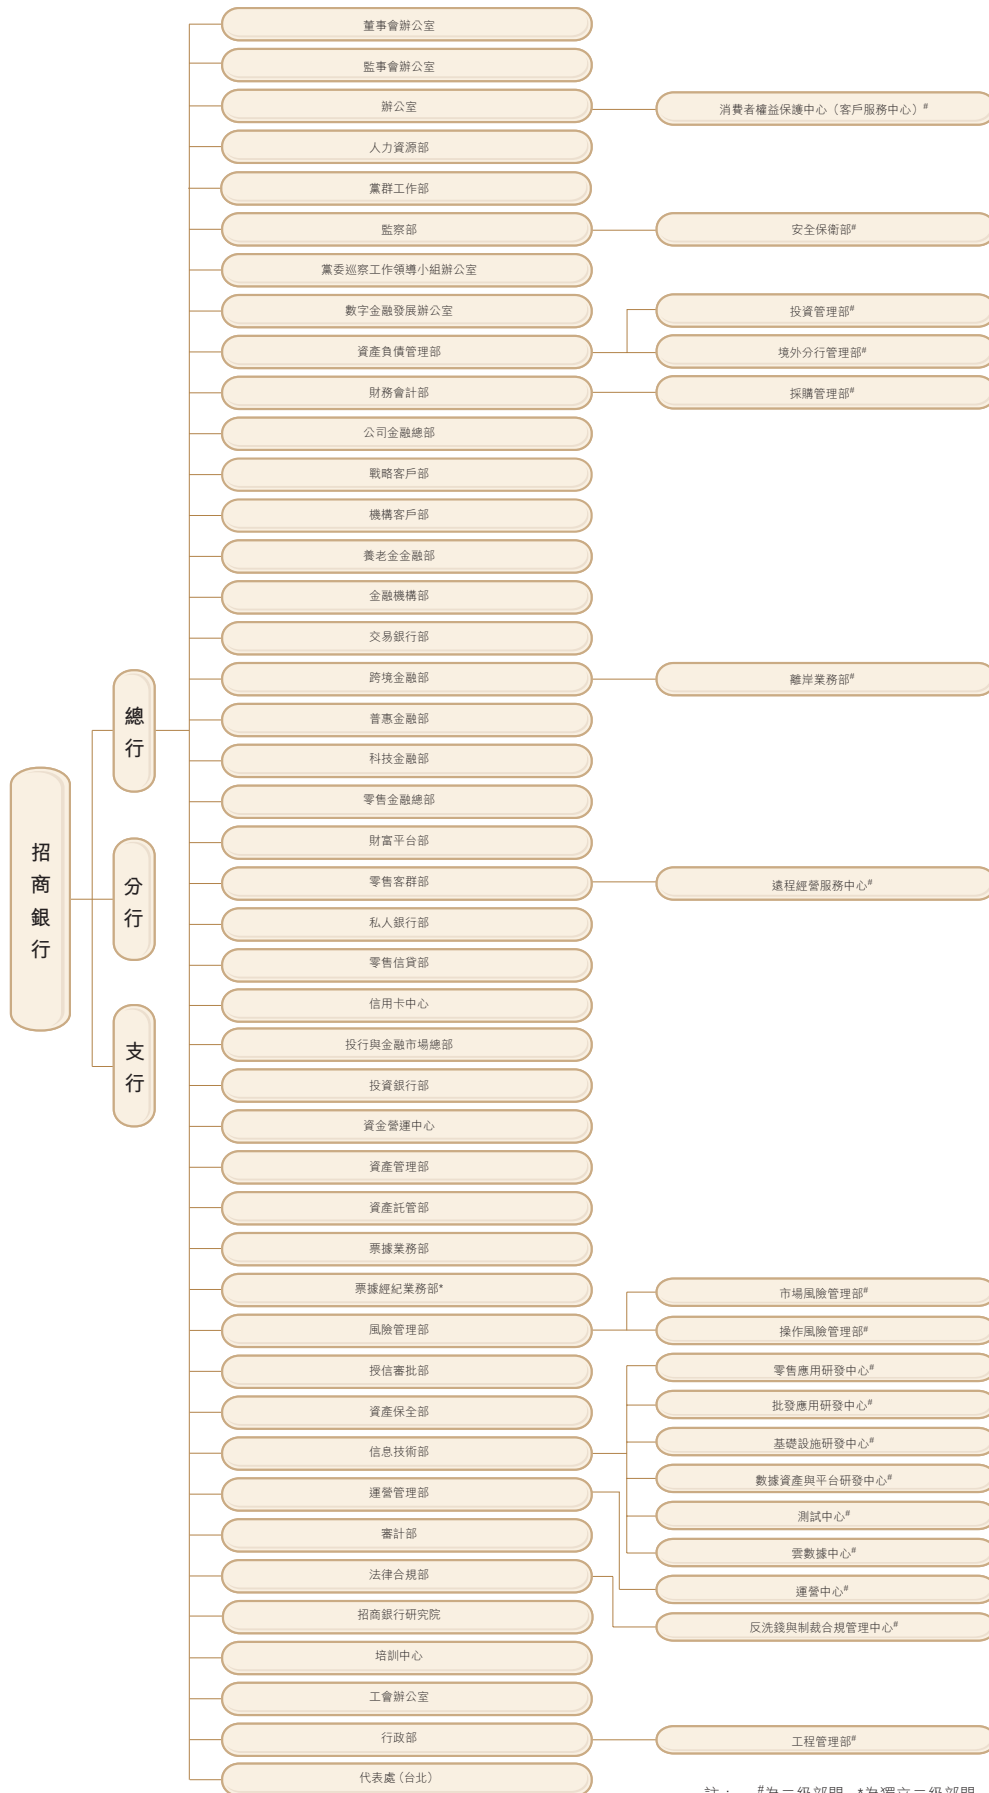 招商銀行
總行
分行
支行
董事會辦公室
監事會辦公室
辦公室
消費者權益保護中心（客戶服務中心）#
人力資源部
黨群工作部
監察部
安全保衛部#
黨委巡察工作領導小組辦公室
數字金融發展辦公室
資產負債管理部
投資管理部#
境外分行管理部#
財務會計部
採購管理部#
公司金融總部
戰略客戶部
機構客戶部
養老金金融部
金融機構部
交易銀行部
跨境金融部
離岸業務部#
普惠金融部
科技金融部
零售金融總部
財富平台部
零售客群部
遠程經營服務中心#
私人銀行部
零售信貸部
信用卡中心
投行與金融市場總部
投資銀行部
資金營運中心
資產管理部
資產託管部
票據業務部
票據經紀業務部*
風險管理部
市場風險管理部#
操作風險管理部#
授信審批部
資產保全部
信息技術部
零售應用研發中心#
批發應用研發中心#
基礎設施研發中心#
數據資產與平台研發中心#
測試中心#
雲數據中心#
運營管理部
運營中心#
審計部
法律合規部
反洗錢與制裁合規管理中心#
招商銀行研究院
培訓中心
工會辦公室
行政部
工程管理部#
代表處（台北）
註： #為二級部門 *為獨立二級部門